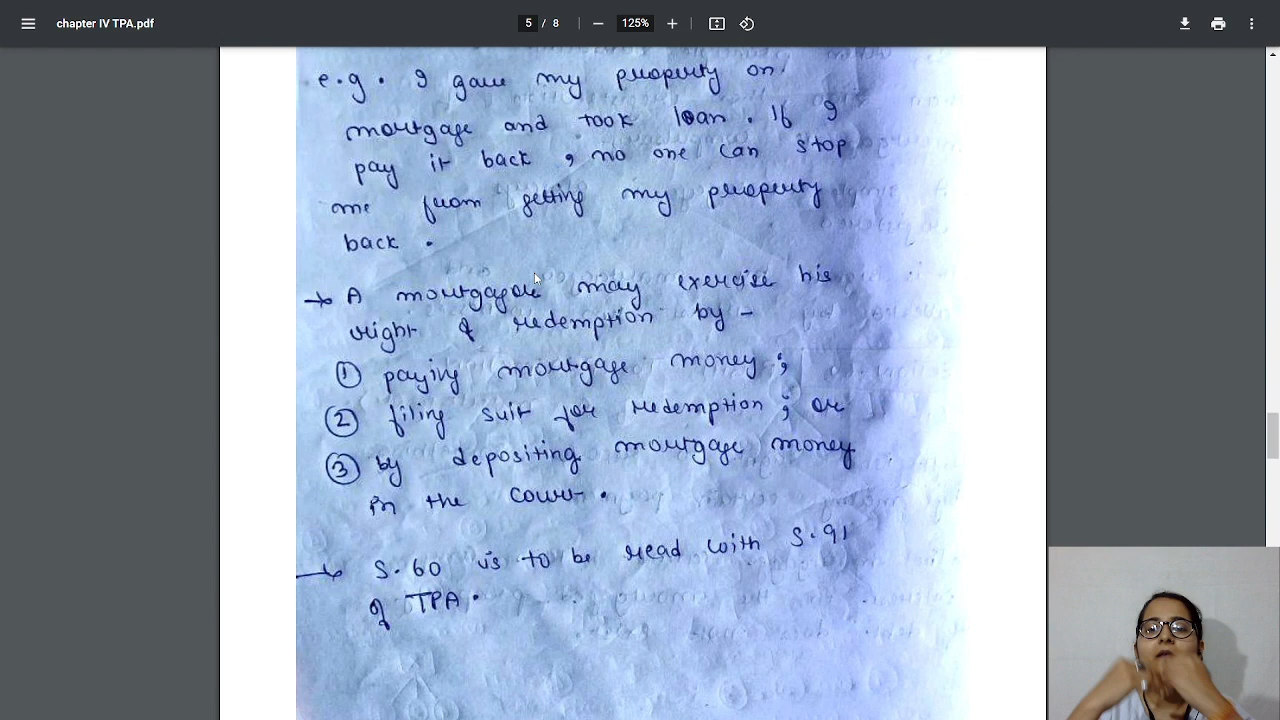 chapter IV TPA.pdf
5 / 8
125%
e.g. I gave my property on
mortgage and took loan. If I
pay it back, no one can stop
me from getting my property
back.
→ A mortgagor may exercise his
right of redemption by -
① paying mortgage money;
② filing suit for redemption; or
③ by depositing mortgage money
in the court.
→ S.60 is to be read with S.91
of TPA.